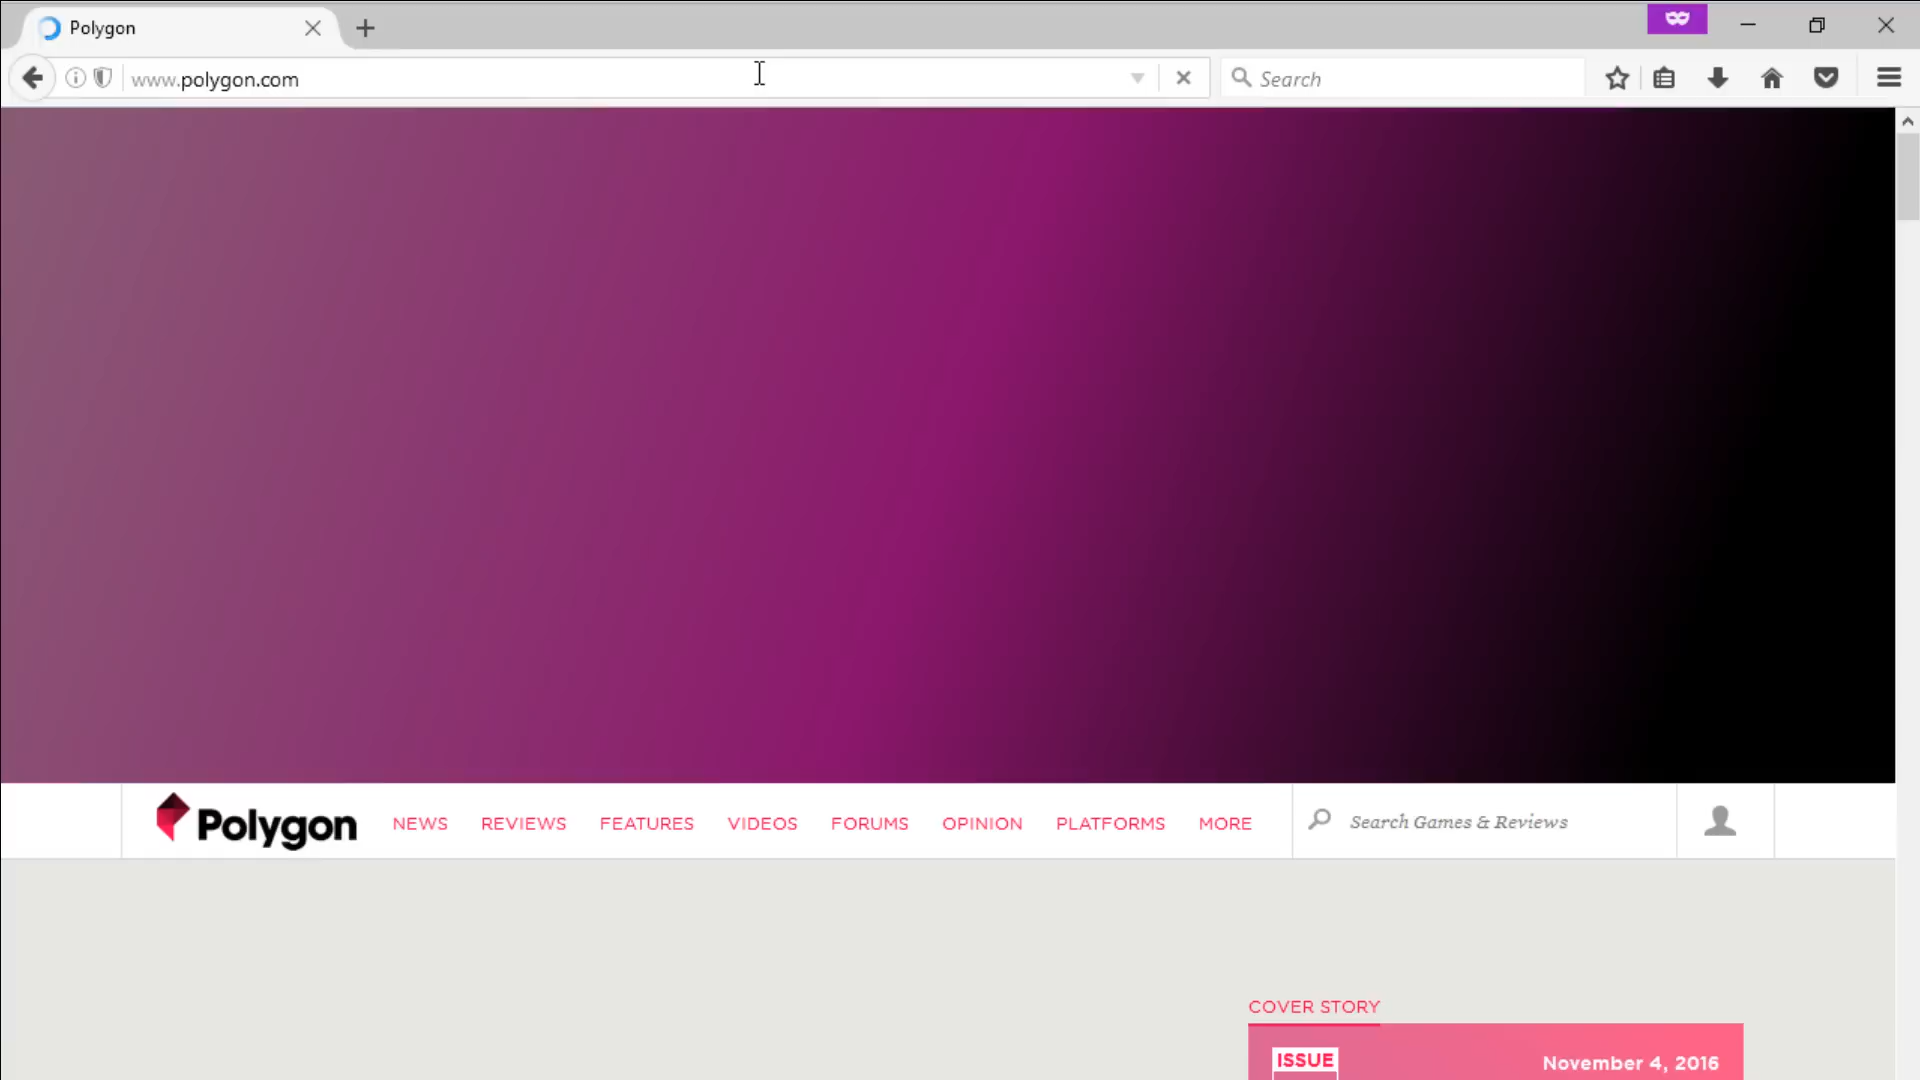 Polygon
www.polygon.com
Search
Polygon NEWS REVIEWS FEATURES VIDEOS FORUMS OPINION PLATFORMS MORE Search Games & Reviews
COVER STORY
ISSUE November 4, 2016